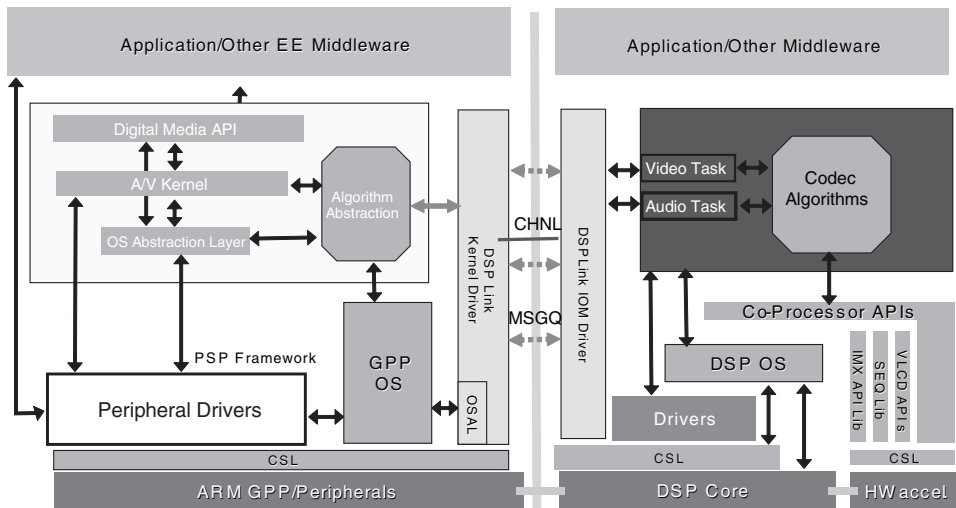 Application/Other EE Middleware
Application/Other Middleware
Digital Media API
A/V Kernel
OS Abstraction Layer
Algorithm
Abstraction
DSP Link
Kernel Driver
CHNL
MSGQ
DSPLink IOM Driver
Video Task
Audio Task
Codec
Algorithms
Co-Processor APIs
PSP Framework
Peripheral Drivers
GPP
OS
OSAL
DSP OS
Drivers
IMX API Lib
SEQ Lib
VLCD APIs
CSL
CSL
CSL
ARM GPP/Peripherals
DSP Core
HW accel